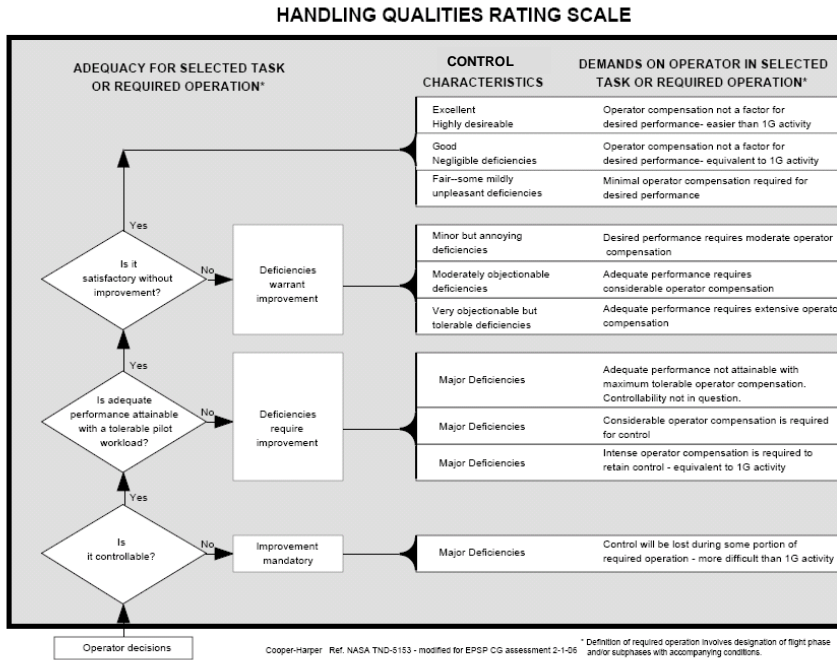 HANDLING QUALITIES RATING SCALE
ADEQUACY FOR SELECTED TASK
OR REQUIRED OPERATION*
CONTROL
CHARACTERISTICS
DEMANDS ON OPERATOR IN SELECTED
TASK OR REQUIRED OPERATION*
Excellent
Highly desireable
Operator compensation not a factor for
desired performance- easier than 1G activity
Good
Negligible deficiencies
Operator compensation not a factor for
desired performance- equivalent to 1G activity
Fair--some mildly
unpleasant deficiencies
Minimal operator compensation required for
desired performance
Yes
Is it
satisfactory without
improvement?
No
Deficiencies
warrant
improvement
Minor but annoying
deficiencies
Desired performance requires moderate operator
compensation
Moderately objectionable
deficiencies
Adequate performance requires
considerable operator compensation
Very objectionable but
tolerable deficiencies
Adequate performance requires extensive operato
compensation
Yes
Is adequate
performance attainable
with a tolerable pilot
workload?
No
Deficiencies
require
improvement
Major Deficiencies
Adequate performance not attainable with
maximum tolerable operator compensation.
Controllability not in question.
Major Deficiencies
Considerable operator compensation is required
for control
Major Deficiencies
Intense operator compensation is required to
retain control - equivalent to 1G activity
Yes
Is
it controllable?
No
Improvement
mandatory
Major Deficiencies
Control will be lost during some portion of
required operation - more difficult than 1G activity
Operator decisions
Cooper-Harper Ref. NASA TND-5153 - modified for EPSP CG assessment 2-1-06
* Definition of required operation involves designation of flight phase
and/or subphases with accompanying conditions.